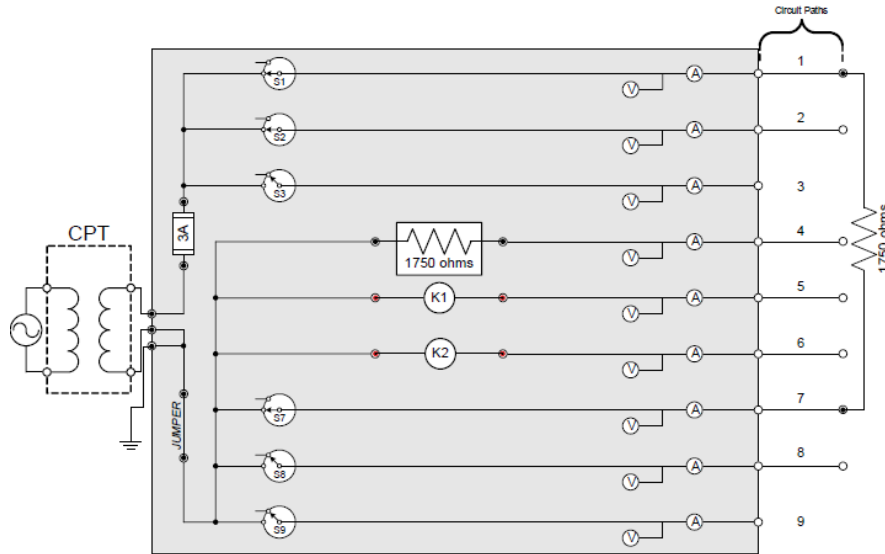 Circuit Paths
S1
V
A
1
S2
V
A
2
S3
V
A
3
CPT
3A
1750 ohms
V
A
4
1750 ohms
K1
V
A
5
K2
V
A
6
JUMPER
S7
V
A
7
S8
V
A
8
S9
V
A
9